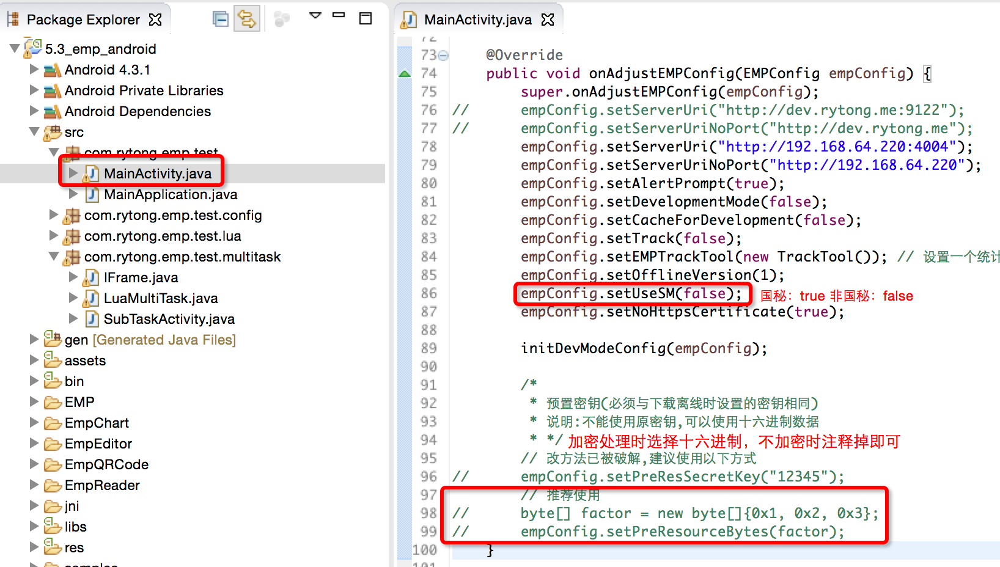 Package Explorer
5.3_emp_android
Android 4.3.1
Android Private Libraries
Android Dependencies
src
com.rytong.emp.test
MainActivity.java
MainApplication.java
com.rytong.emp.test.config
com.rytong.emp.test.lua
com.rytong.emp.test.multitask
IFrame.java
LuaMultiTask.java
SubTaskActivity.java
gen [Generated Java Files]
assets
bin
EMP
EmpChart
EmpEditor
EmpQRCode
EmpReader
jni
libs
res
MainActivity.java
72
73 @Override
74 public void onAdjustEMPConfig(EMPConfig empConfig) {
75 super.onAdjustEMPConfig(empConfig);
76 // empConfig.setServerUri("http://dev.rytong.me:9122");
77 // empConfig.setServerUriNoPort("http://dev.rytong.me");
78 empConfig.setServerUri("http://192.168.64.220:4004");
79 empConfig.setServerUriNoPort("http://192.168.64.220");
80 empConfig.setAlertPrompt(true);
81 empConfig.setDevelopmentMode(false);
82 empConfig.setCacheForDevelopment(false);
83 empConfig.setTrack(false);
84 empConfig.setEMPTrackTool(new TrackTool()); // 设置一个统计
85 empConfig.setOfflineVersion(1);
86 empConfig.setUseSM(false); 国秘：true 非国秘：false
87 empConfig.setNoHttpsCertificate(true);
88
89 initDevModeConfig(empConfig);
90
91 /*
92 * 预置密钥(必须与下载离线时设置的密钥相同)
93 * 说明:不能使用原密钥,可以使用十六进制数据
94 * */ 加密处理时选择十六进制，不加密时注释掉即可
95 // 改方法已被破解,建议使用以下方式
96 // empConfig.setPreResSecretKey("12345");
97 // 推荐使用
98 // byte[] factor = new byte[]{0x1, 0x2, 0x3};
99 // empConfig.setPreResourceBytes(factor);
100 }